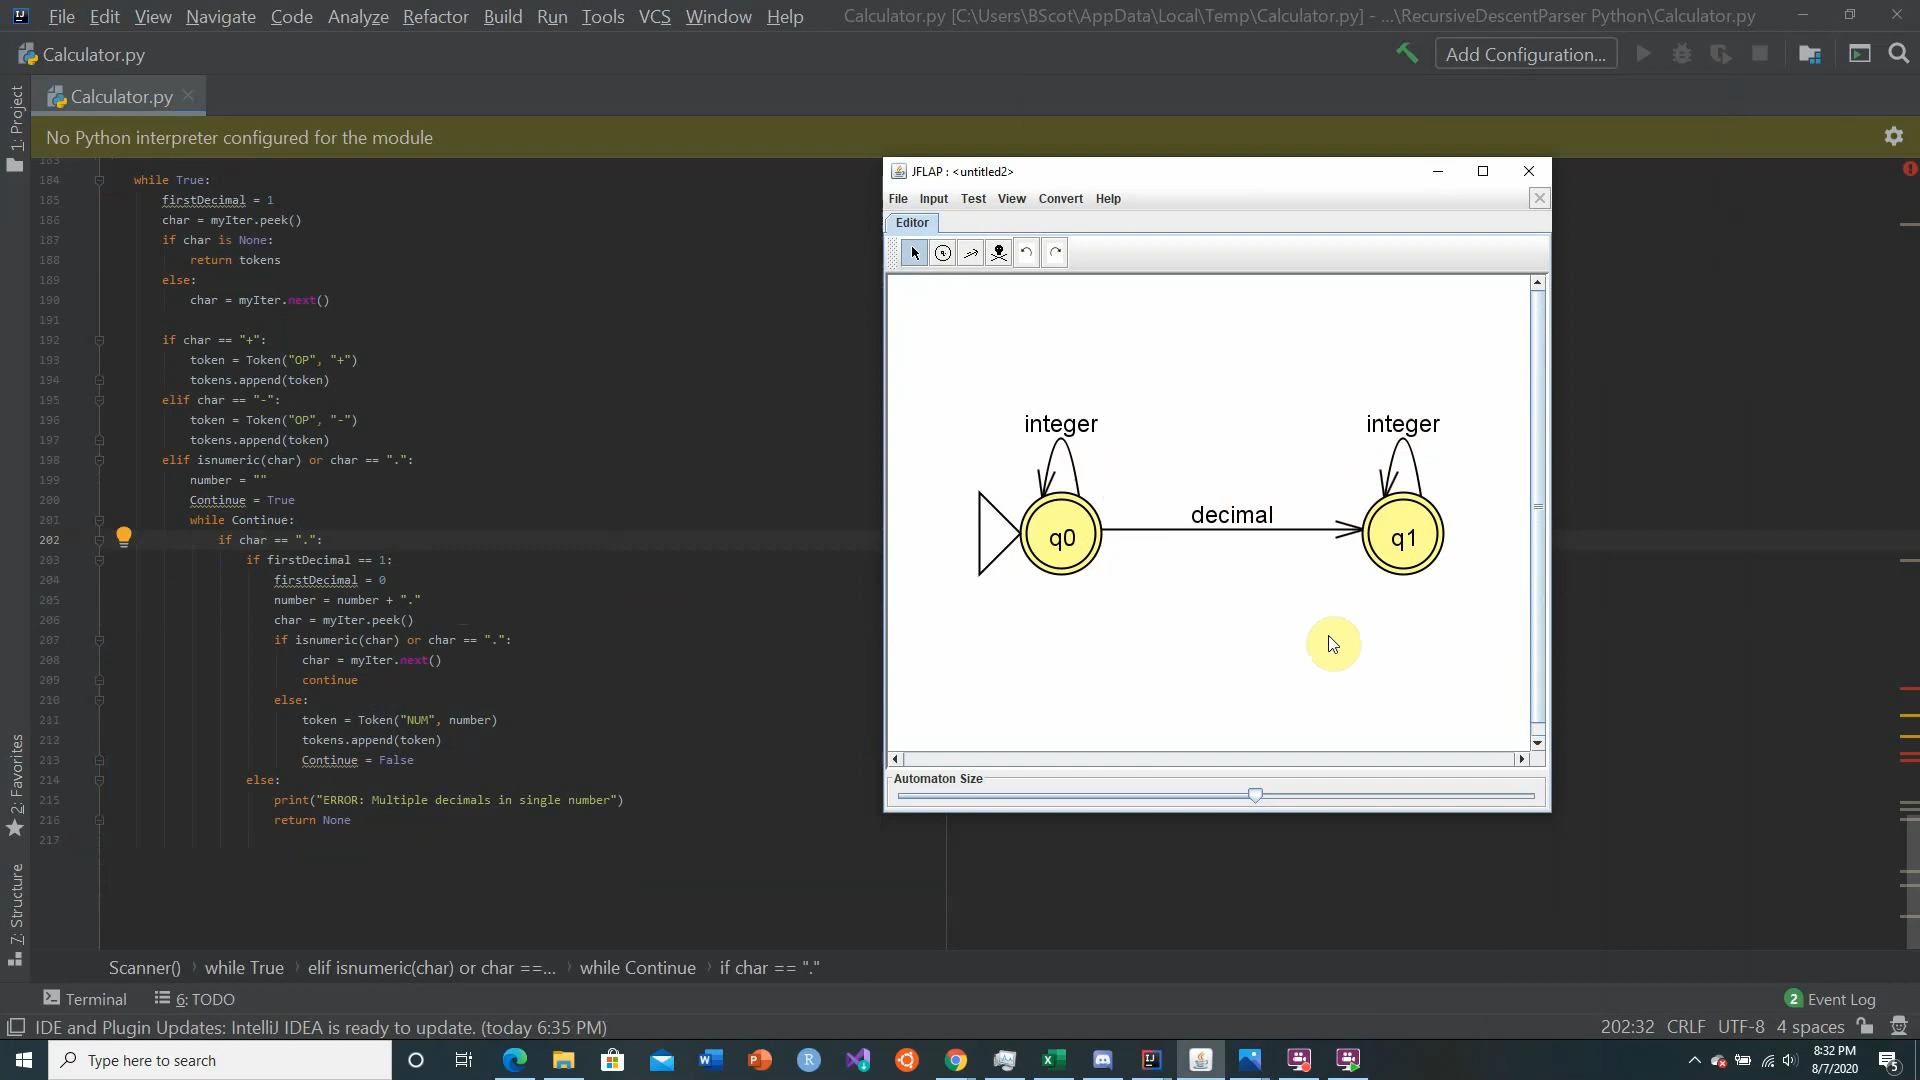 File Edit View Navigate Code Analyze Refactor Build Run Tools VCS Window Help Calculator.py [C:\Users\BScot\AppData\Local\Temp\Calculator.py] - ...\RecursiveDescentParser Python\Calculator.py
Calculator.py
Add Configuration...
Calculator.py
1: Project
No Python interpreter configured for the module
183
184 while True:
185 firstDecimal = 1
186 char = myIter.peek()
187 if char is None:
188 return tokens
189 else:
190 char = myIter.next()
191
192 if char == "+":
193 token = Token("OP", "+")
194 tokens.append(token)
195 elif char == "-":
196 token = Token("OP", "-")
197 tokens.append(token)
198 elif isnumeric(char) or char == ".":
199 number = ""
200 Continue = True
201 while Continue:
202 if char == ".":
203 if firstDecimal == 1:
204 firstDecimal = 0
205 number = number + "."
206 char = myIter.peek()
207 if isnumeric(char) or char == ".":
208 char = myIter.next()
209 continue
210 else:
211 token = Token("NUM", number)
212 tokens.append(token)
213 Continue = False
214 else:
215 print("ERROR: Multiple decimals in single number")
216 return None
217
JFLAP : <untitled2>
File Input Test View Convert Help
Editor
integer integer
decimal
q0 q1
Automaton Size
2: Favorites
7: Structure
Scanner() while True elif isnumeric(char) or char ==... while Continue if char == "."
Terminal 6: TODO 2 Event Log
IDE and Plugin Updates: IntelliJ IDEA is ready to update. (today 6:35 PM) 202:32 CRLF UTF-8 4 spaces
Type here to search
8:32 PM
8/7/2020
5